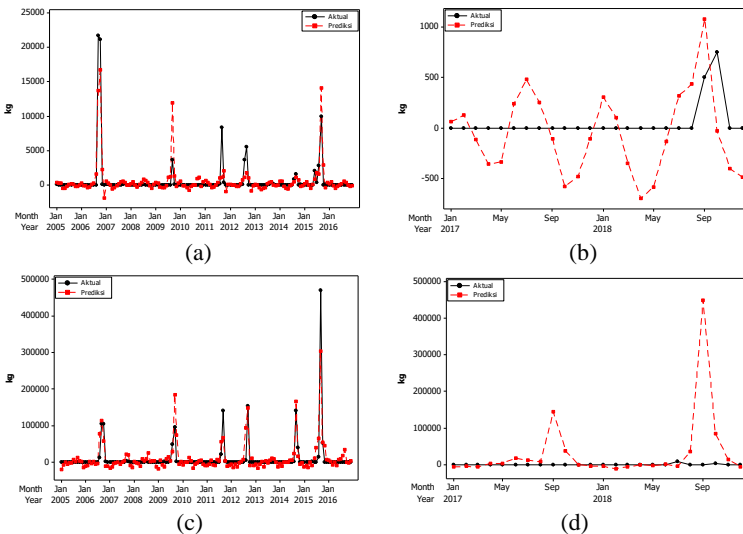 25000
20000
15000
10000
5000
0
kg
Aktual
Prediksi
Month Jan Jan Jan Jan Jan Jan Jan Jan Jan Jan Jan Jan
Year 2005 2006 2007 2008 2009 2010 2011 2012 2013 2014 2015 2016
(a)
1000
500
0
-500
kg
Aktual
Prediksi
Month Jan May Sep Jan May Sep
Year 2017 2018
(b)
500000
400000
300000
200000
100000
0
kg
Aktual
Prediksi
Month Jan Jan Jan Jan Jan Jan Jan Jan Jan Jan Jan Jan
Year 2005 2006 2007 2008 2009 2010 2011 2012 2013 2014 2015 2016
(c)
500000
400000
300000
200000
100000
0
kg
Aktual
Prediksi
Month Jan May Sep Jan May Sep
Year 2017 2018
(d)